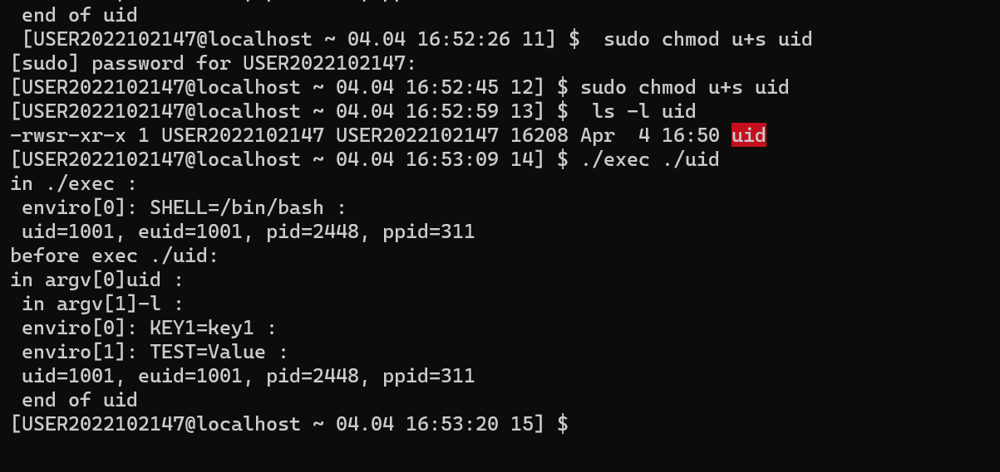 end of uid
[USER2022102147@localhost ~ 04.04 16:52:26 11] $  sudo chmod u+s uid
[sudo] password for USER2022102147:
[USER2022102147@localhost ~ 04.04 16:52:45 12] $ sudo chmod u+s uid
[USER2022102147@localhost ~ 04.04 16:52:59 13] $  ls -l uid
-rwsr-xr-x 1 USER2022102147 USER2022102147 16208 Apr  4 16:50 uid
[USER2022102147@localhost ~ 04.04 16:53:09 14] $ ./exec ./uid
in ./exec :
 enviro[0]: SHELL=/bin/bash :
 uid=1001, euid=1001, pid=2448, ppid=311
before exec ./uid:
in argv[0]uid :
 in argv[1]-l :
 enviro[0]: KEY1=key1 :
 enviro[1]: TEST=Value :
 uid=1001, euid=1001, pid=2448, ppid=311
 end of uid
[USER2022102147@localhost ~ 04.04 16:53:20 15] $